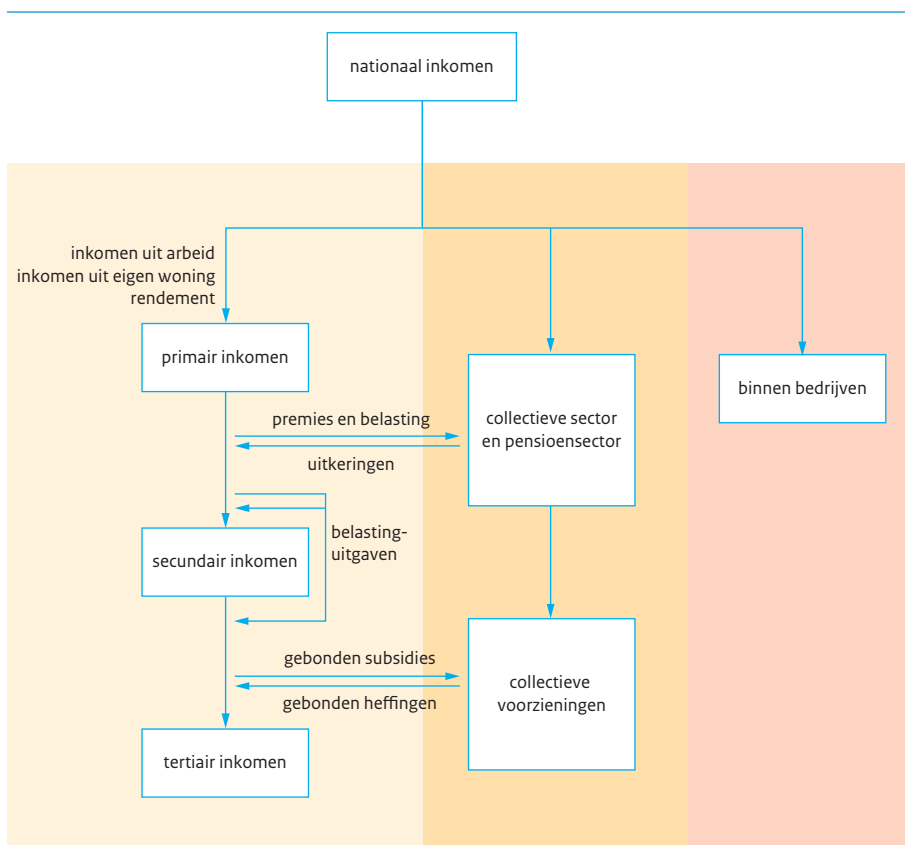 nationaal inkomen
inkomen uit arbeid
inkomen uit eigen woning
rendement
primair inkomen
premies en belasting
uitkeringen
collectieve sector
en pensioensector
binnen bedrijven
belasting-
uitgaven
secundair inkomen
gebonden subsidies
gebonden heffingen
collectieve
voorzieningen
tertiair inkomen